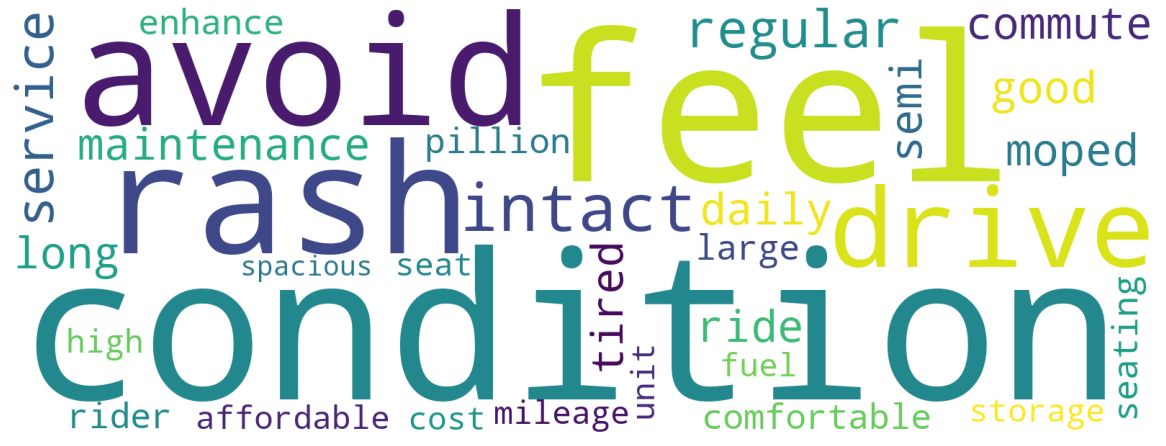 service
enhance
avoid
feel
regular
commute
semi
good
maintenance
pillion
moped
rash
intact
daily
drive
long
spacious
seat
large
tired
condition
high
unit
ride
fuel
seating
rider
affordable
cost
mileage
comfortable
storage